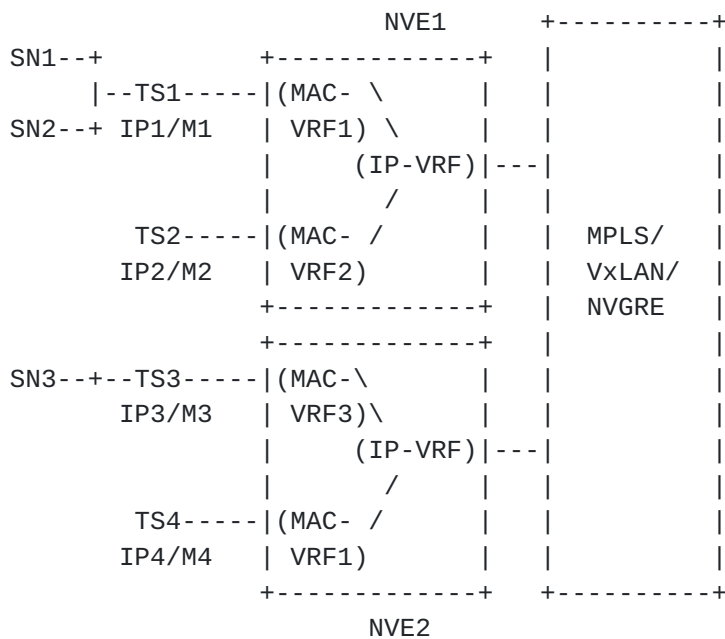 NVE1         +----------+
SN1--+          +-------------+   |          |
|--TS1-----|(MAC- \      |   |          |
SN2--+ IP1/M1   | VRF1) \     |   |          |
|     (IP-VRF)|---|          |
|       /     |   |          |
TS2-----|(MAC- /      |   |  MPLS/   |
IP2/M2   | VRF2)       |   |  VxLAN/  |
+-------------+   |  NVGRE   |
+-------------+   |          |
SN3--+--TS3-----|(MAC-\       |   |          |
IP3/M3   | VRF3)\      |   |          |
|     (IP-VRF)|---|          |
|       /     |   |          |
TS4-----|(MAC- /      |   |          |
IP4/M4   | VRF1)       |   |          |
+-------------+   +----------+
NVE2